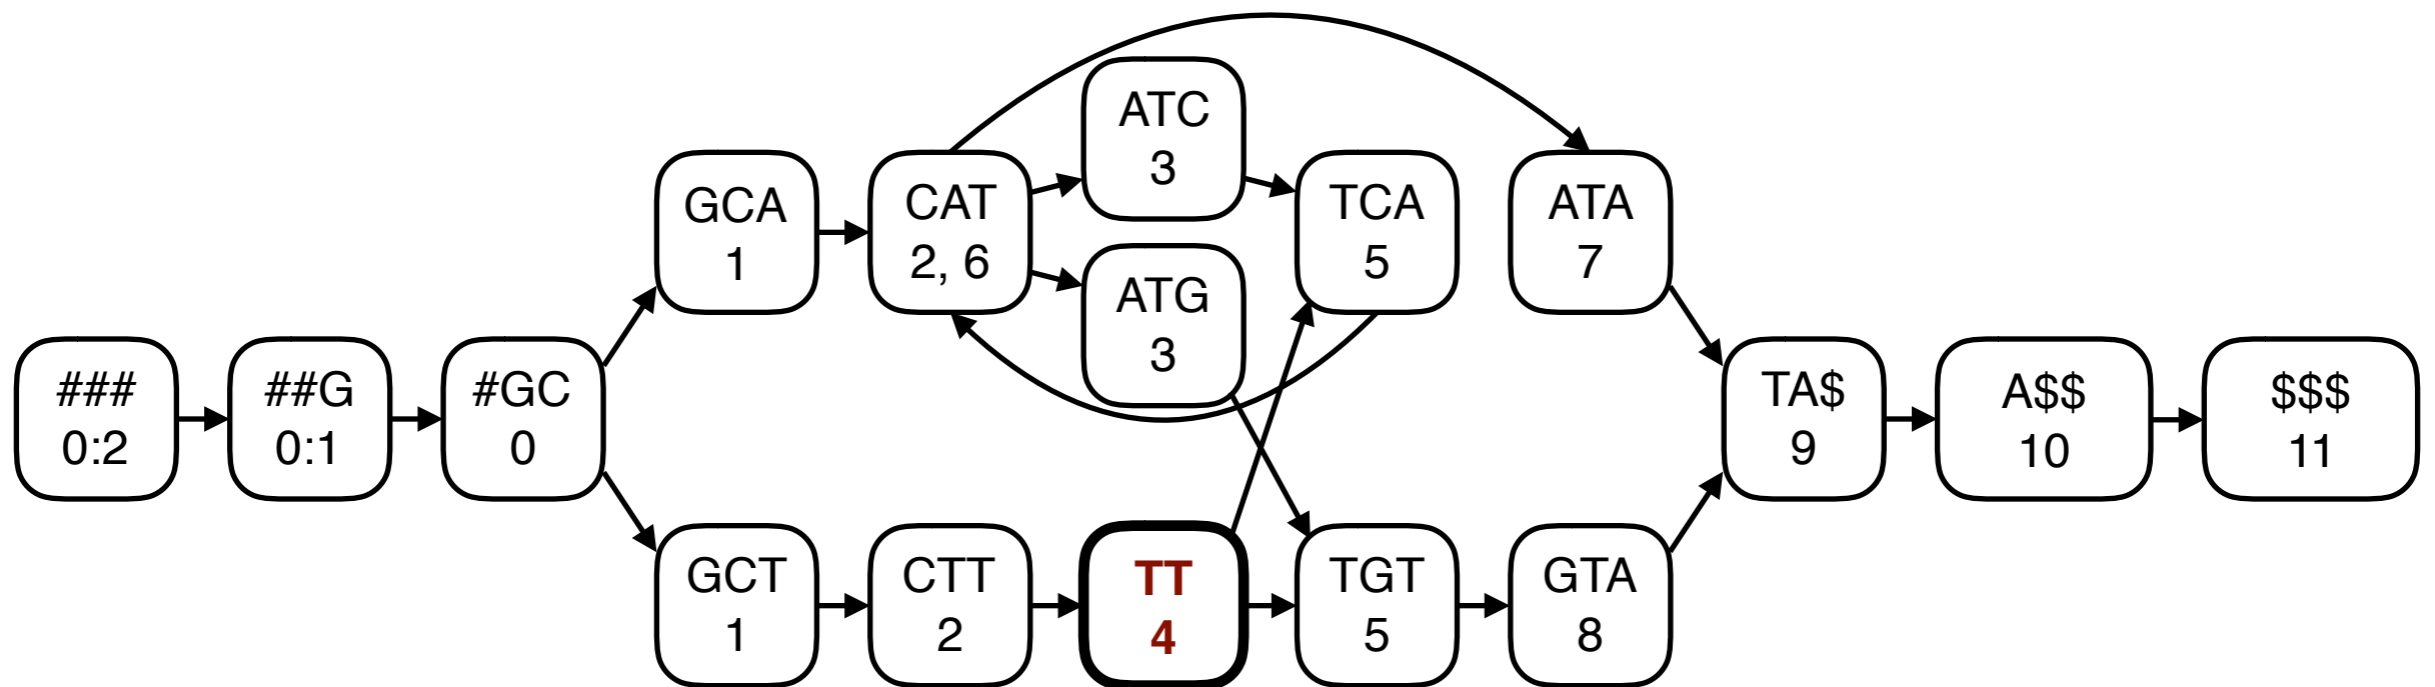 ###
0:2
##G
0:1
#GC
0
GCA
1
GCT
1
CAT
2, 6
CTT
2
ATC
3
ATG
3
TT
4
TCA
5
TGT
5
ATA
7
GTA
8
TA$
9
A$$
10
$$$
11